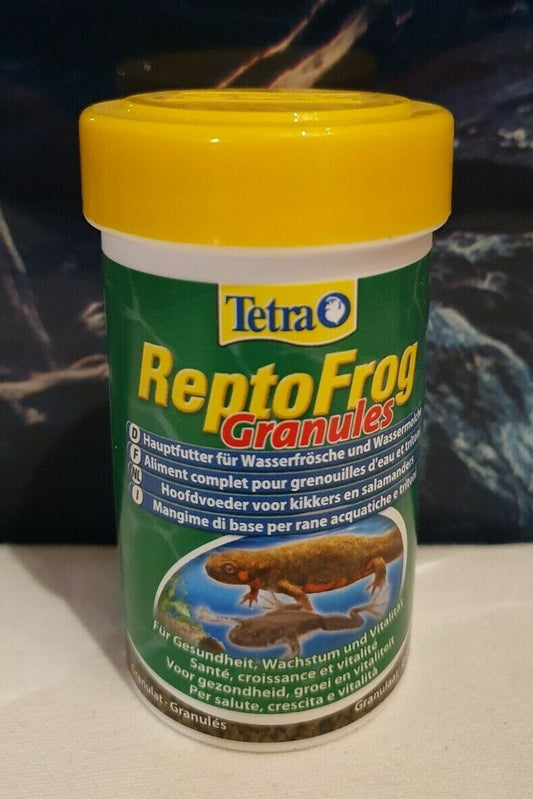 Tetra
ReptoFrog
Granules
D Hauptfutter für Wasserfrösche und Wassermolche
F Aliment complet pour grenouilles d'eau et tritons
NL Hoofdvoeder voor kikkers en salamanders
I Mangime di base per rane acquatiche e tritoni
Für Gesundheit, Wachstum und Vitalität
Santé, croissance et vitalité
Voor gezondheid, groei en vitaliteit
Per salute, crescita e vitalità
Granulat · Granulés
Granulaat